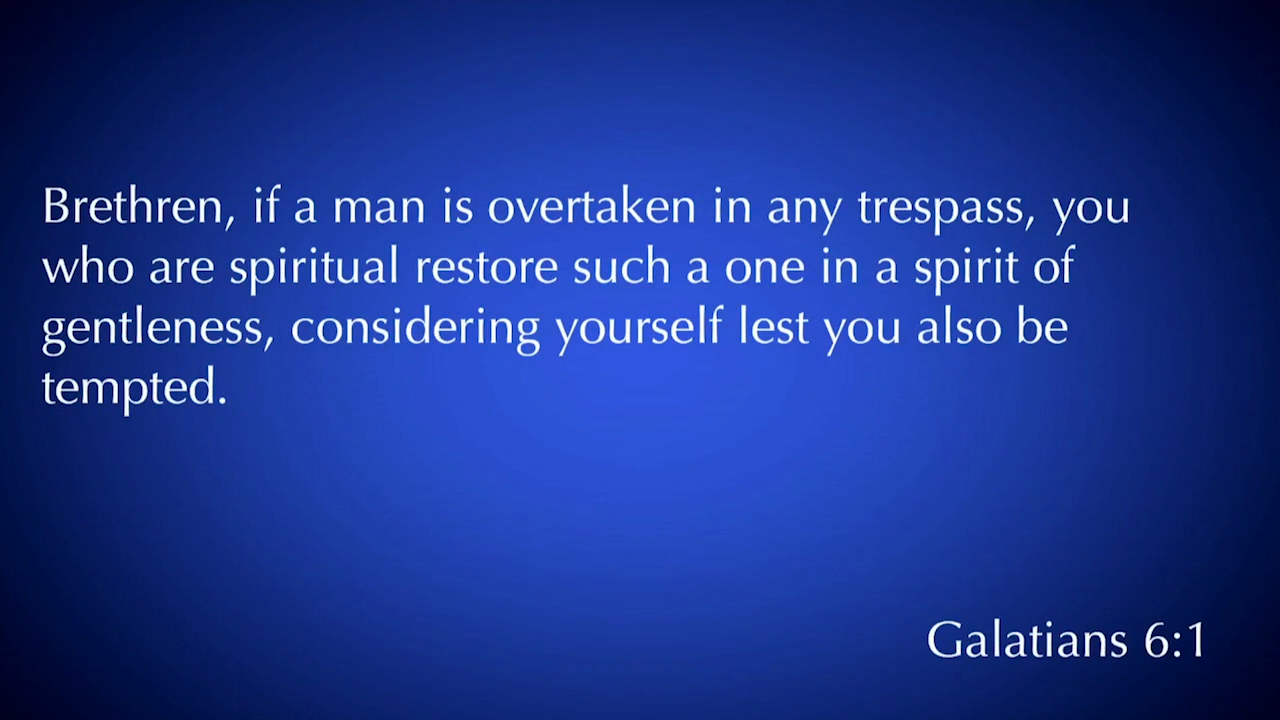 Brethren, if a man is overtaken in any trespass, you
who are spiritual restore such a one in a spirit of
gentleness, considering yourself lest you also be
tempted.
Galatians 6:1